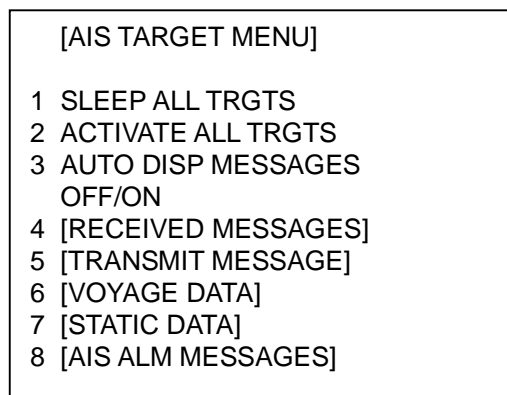 [AIS TARGET MENU]
1 SLEEP ALL TRGTS
2 ACTIVATE ALL TRGTS
3 AUTO DISP MESSAGES
OFF/ON
4 [RECEIVED MESSAGES]
5 [TRANSMIT MESSAGE]
6 [VOYAGE DATA]
7 [STATIC DATA]
8 [AIS ALM MESSAGES]